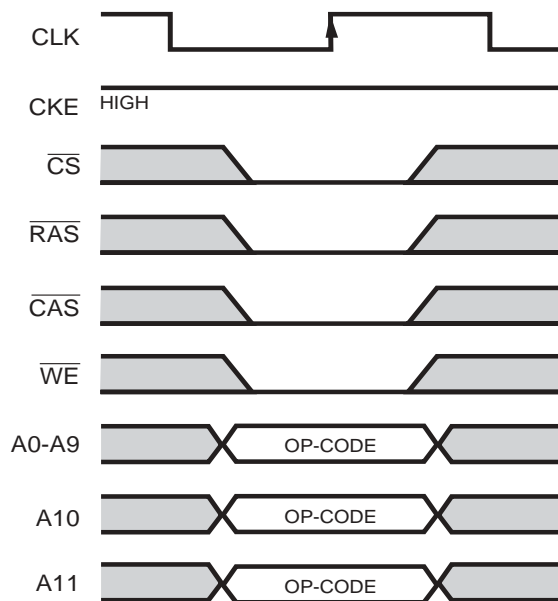 CLK
CKE HIGH
CS
RAS
CAS
WE
A0-A9 OP-CODE
A10 OP-CODE
A11 OP-CODE